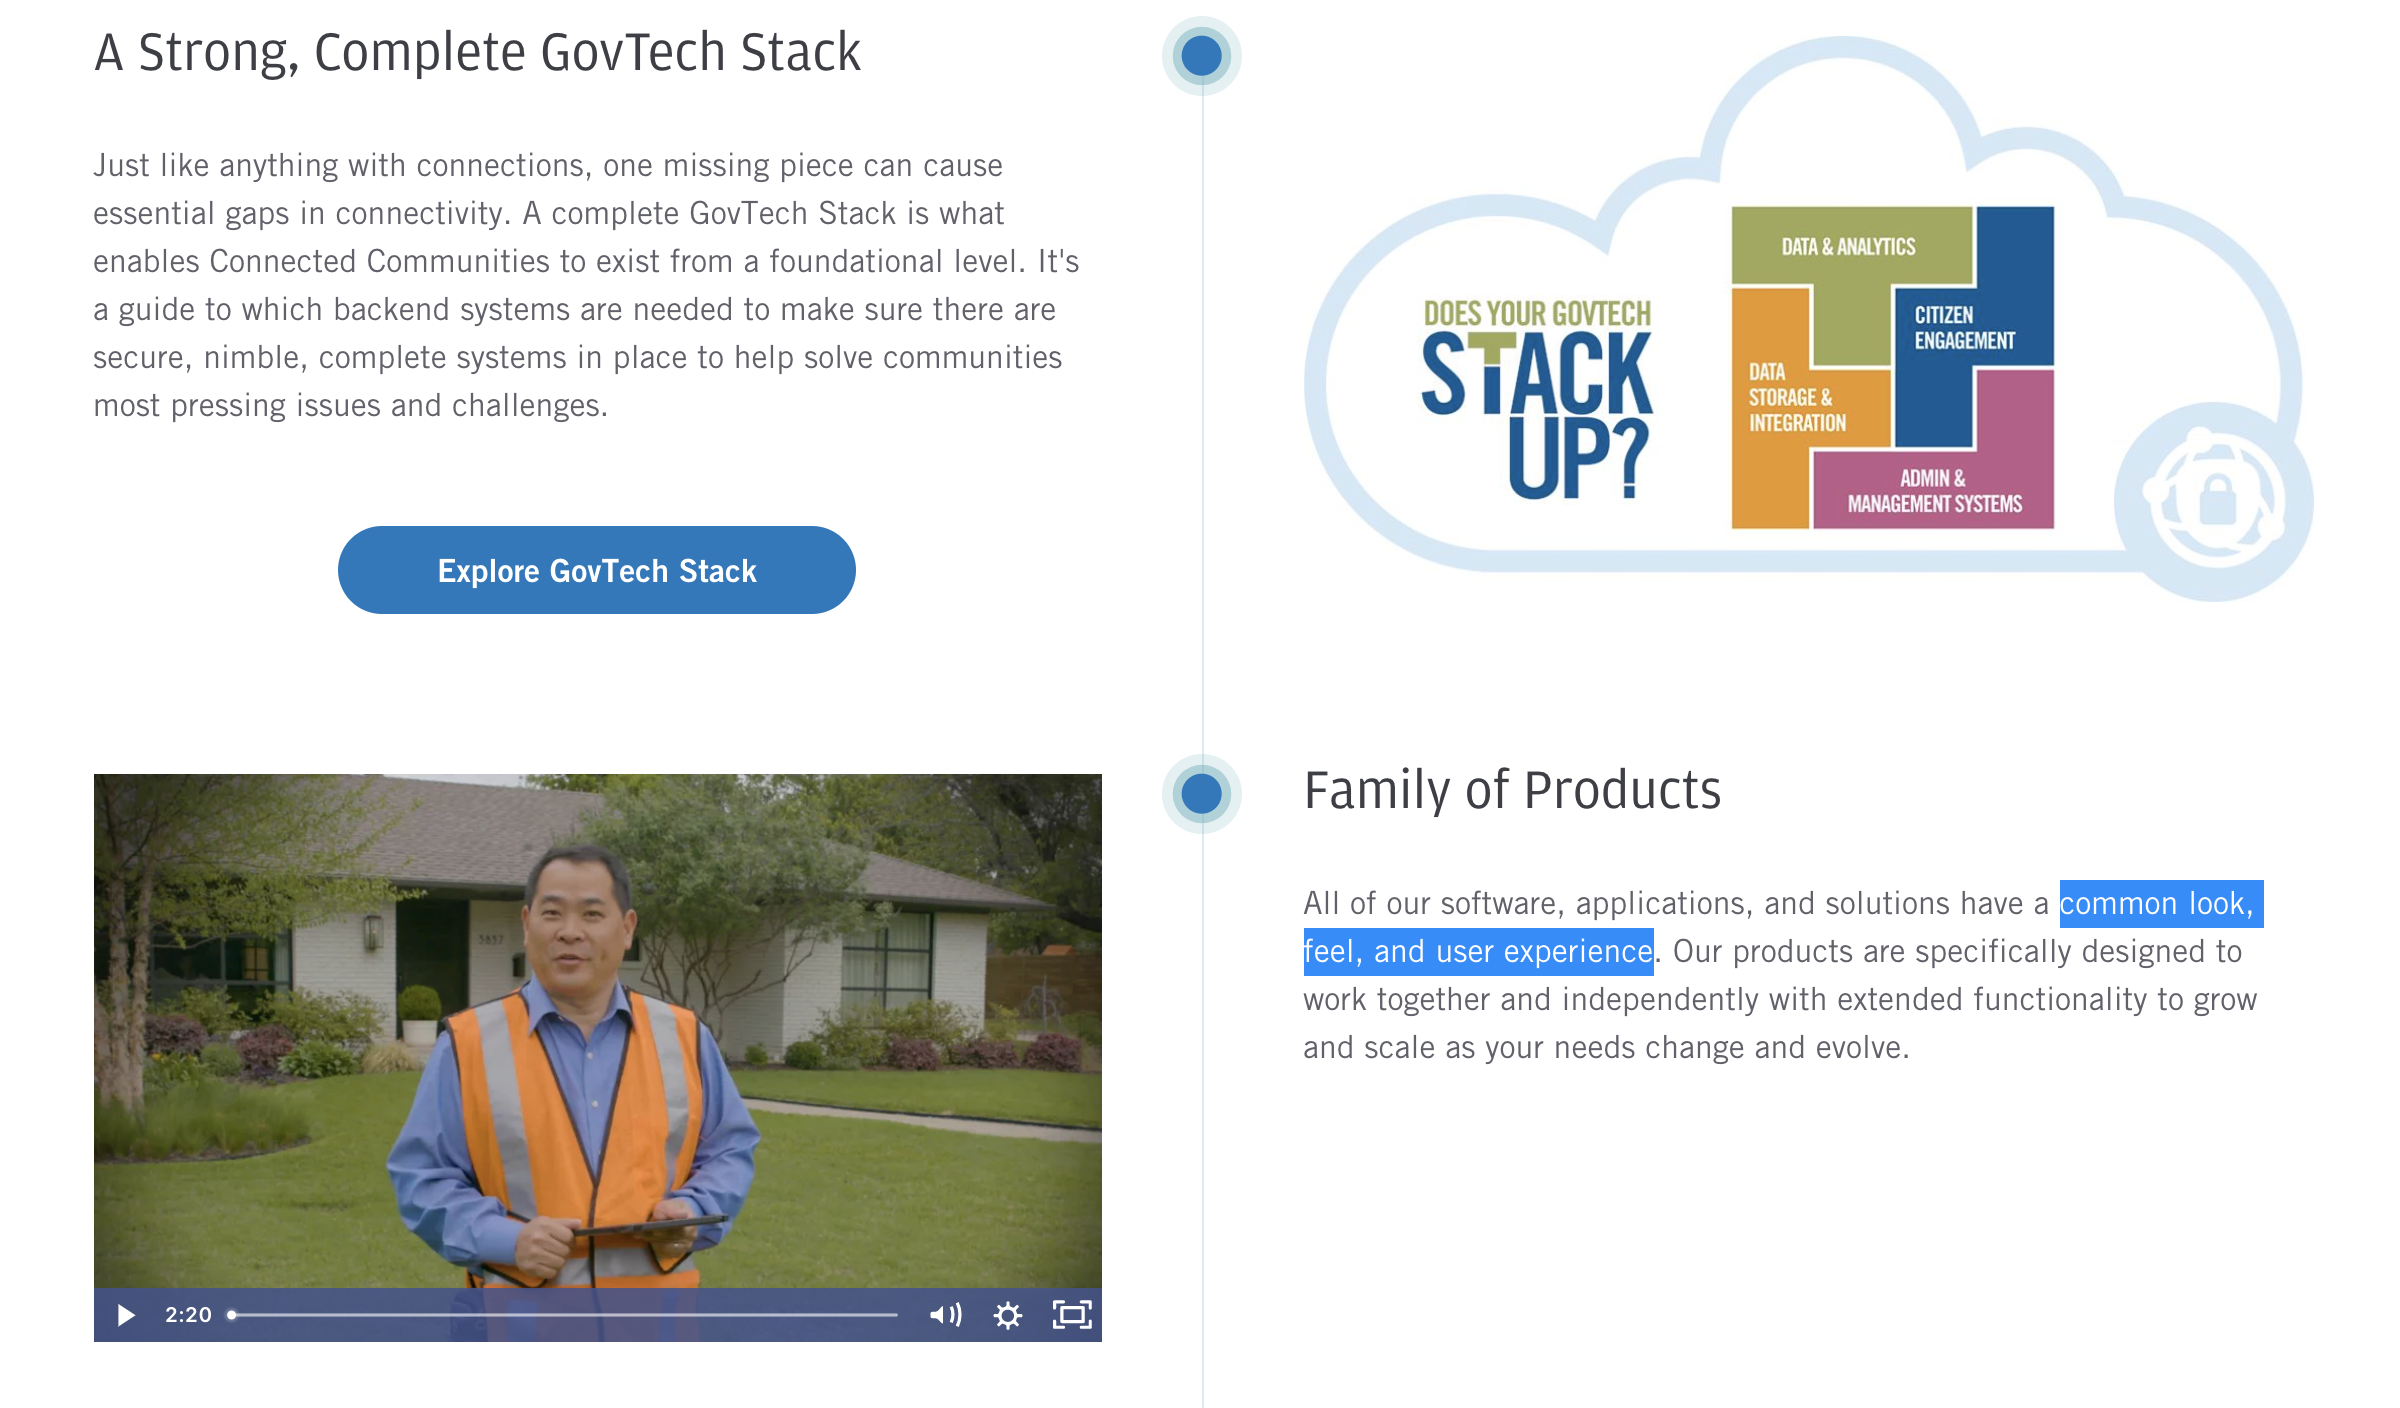 A Strong, Complete GovTech Stack
Just like anything with connections, one missing piece can cause
essential gaps in connectivity. A complete GovTech Stack is what
enables Connected Communities to exist from a foundational level. It's
a guide to which backend systems are needed to make sure there are
secure, nimble, complete systems in place to help solve communities
most pressing issues and challenges.
Explore GovTech Stack
DOES YOUR GOVTECH
STACK
UP?
DATA & ANALYTICS
CITIZEN
ENGAGEMENT
DATA
STORAGE &
INTEGRATION
ADMIN &
MANAGEMENT SYSTEMS
3857
2:20
Family of Products
All of our software, applications, and solutions have a common look,
feel, and user experience. Our products are specifically designed to
work together and independently with extended functionality to grow
and scale as your needs change and evolve.